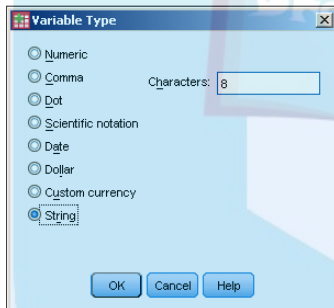 Variable Type
Numeric
Comma
Characters: 8
Dot
Scientific notation
Date
Dollar
Custom currency
String
OK Cancel Help